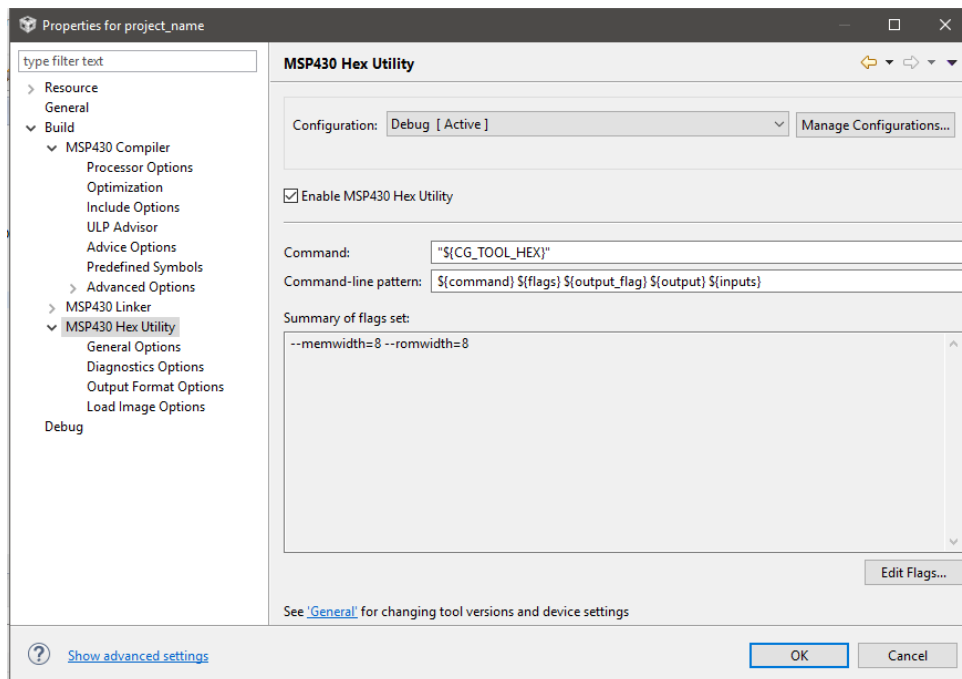 Properties for project_name
type filter text
Resource
General
Build
MSP430 Compiler
Processor Options
Optimization
Include Options
ULP Advisor
Advice Options
Predefined Symbols
Advanced Options
MSP430 Linker
MSP430 Hex Utility
General Options
Diagnostics Options
Output Format Options
Load Image Options
Debug
MSP430 Hex Utility
Configuration: Debug [ Active ] Manage Configurations...
Enable MSP430 Hex Utility
Command: "${CG_TOOL_HEX}"
Command-line pattern: ${command} ${flags} ${output_flag} ${output} ${inputs}
Summary of flags set:
--memwidth=8 --romwidth=8
Edit Flags...
See 'General' for changing tool versions and device settings
? Show advanced settings OK Cancel